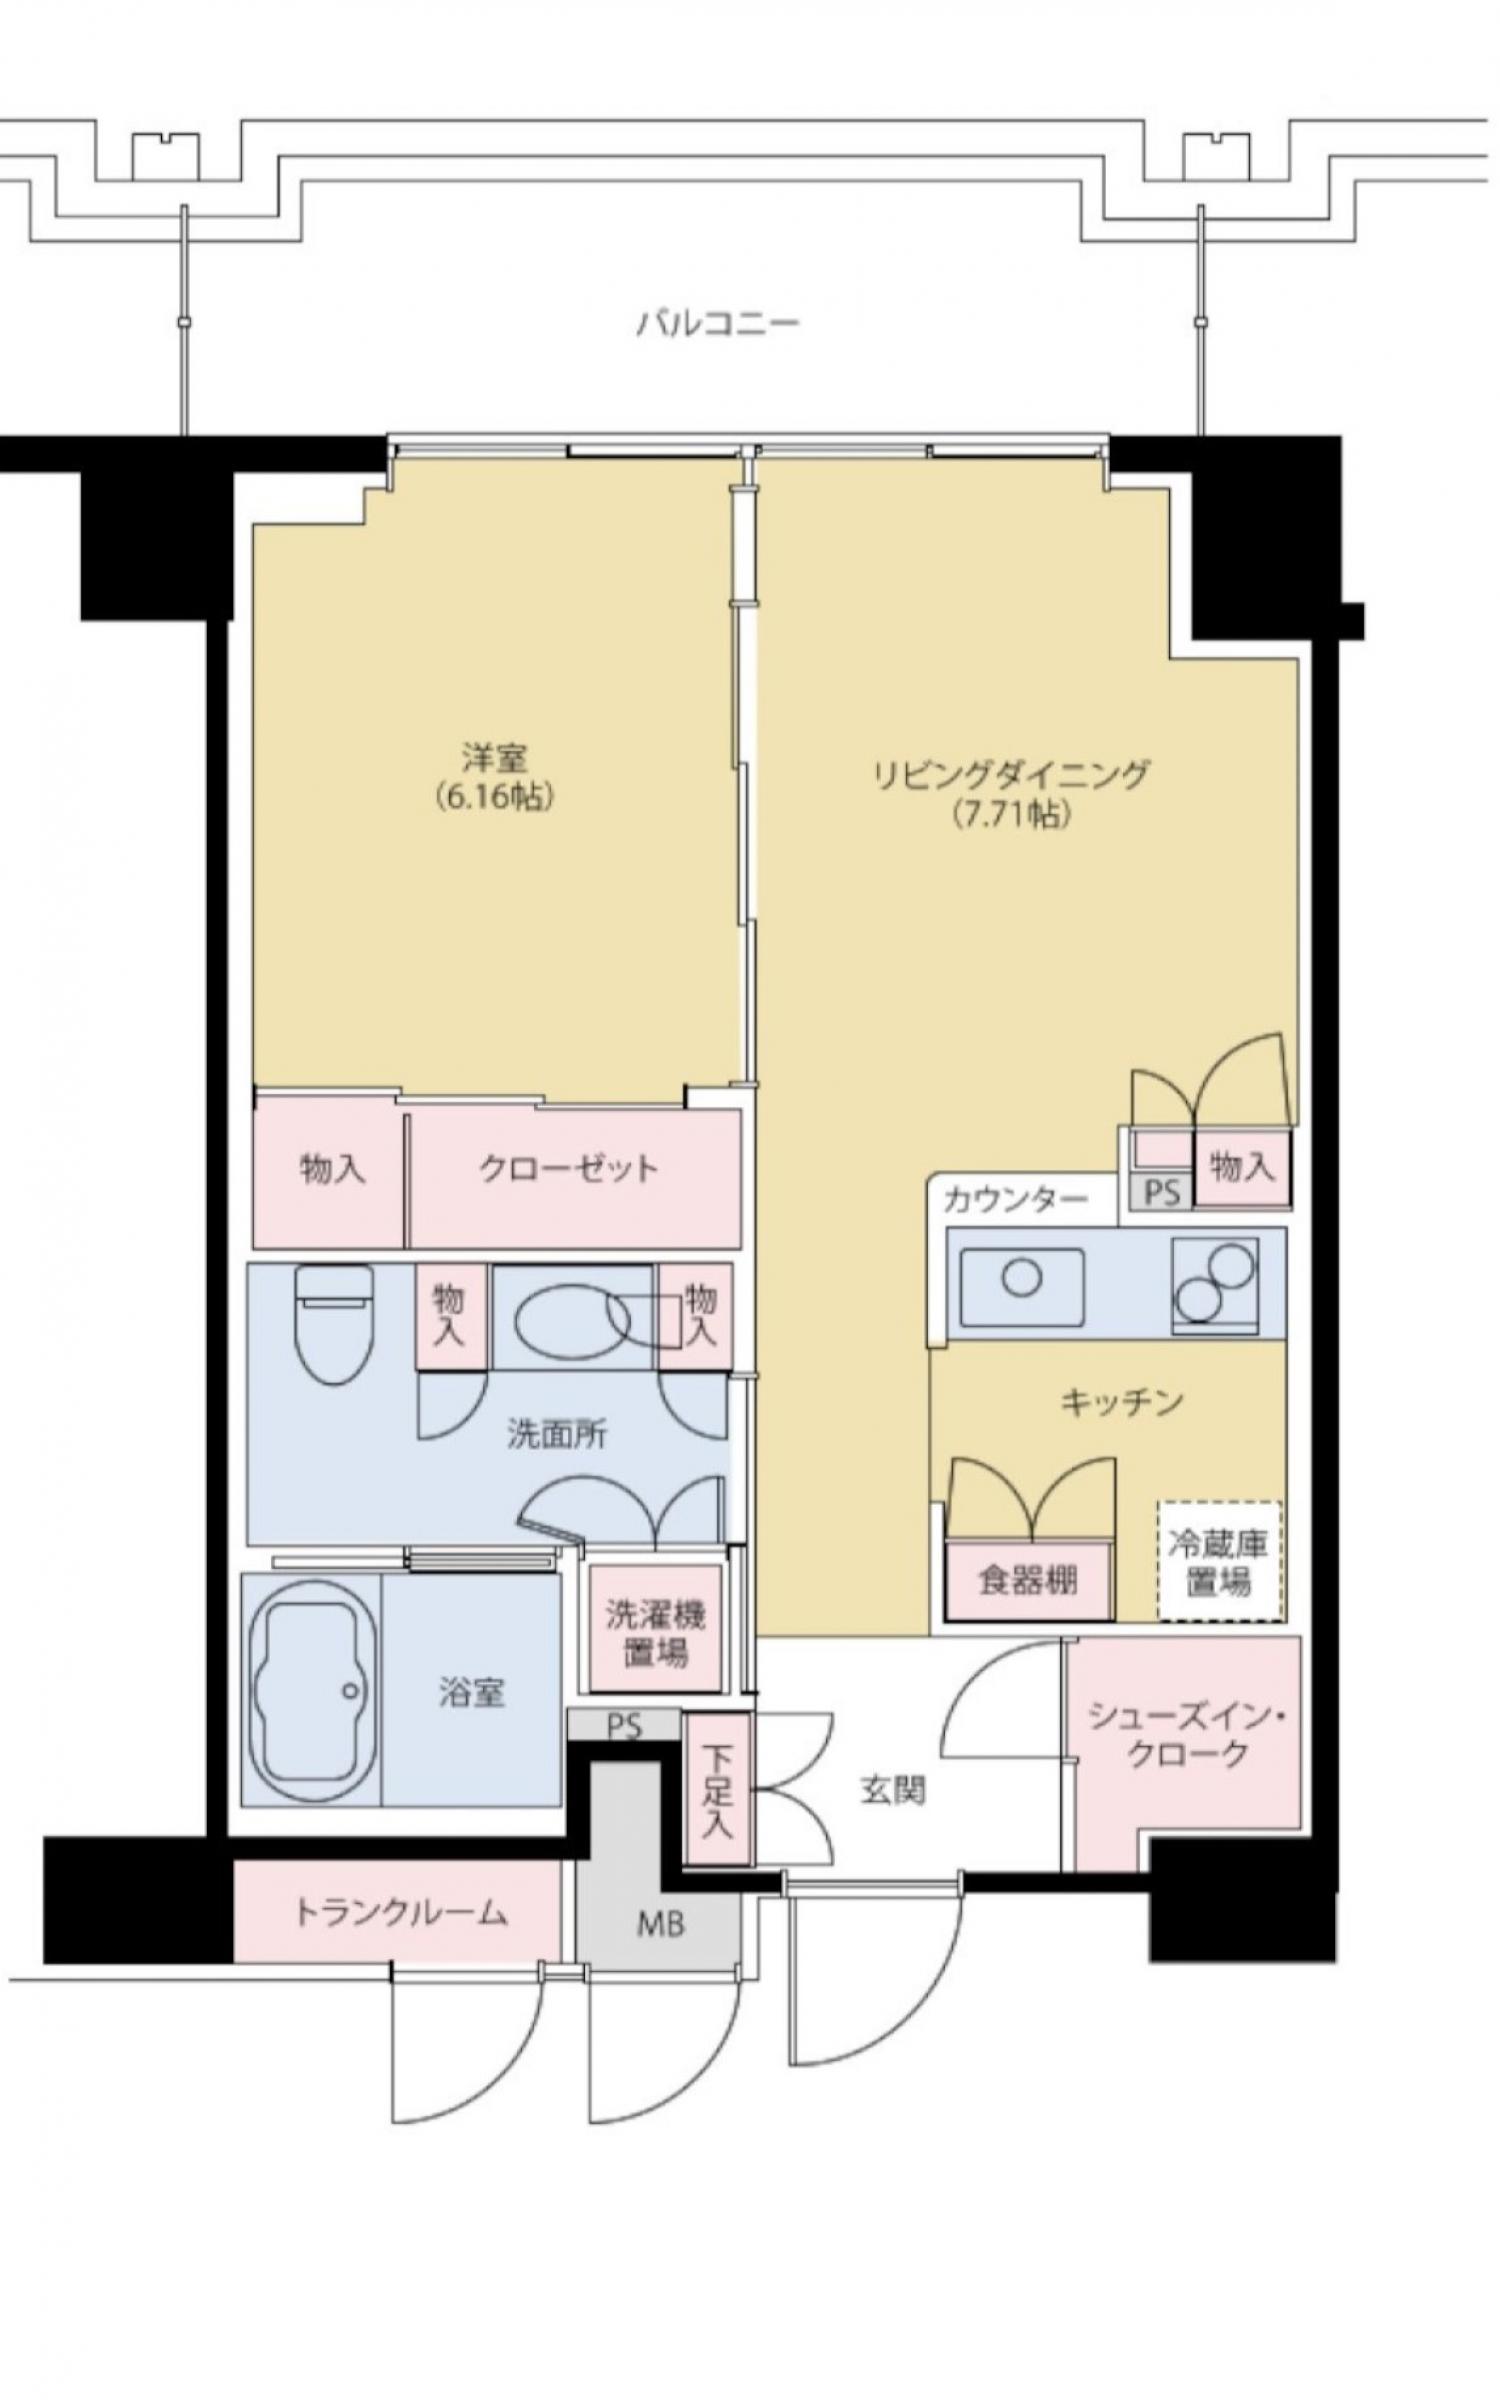 バルコニー
洋室
(6.16帖)
リビングダイニング
(7.71帖)
物入
クローゼット
物入
PS
カウンター
物入
物入
洗面所
キッチン
冷蔵庫
置場
食器棚
洗濯機
置場
浴室
PS
下足入
玄関
シューズイン・
クローク
トランクルーム
MB